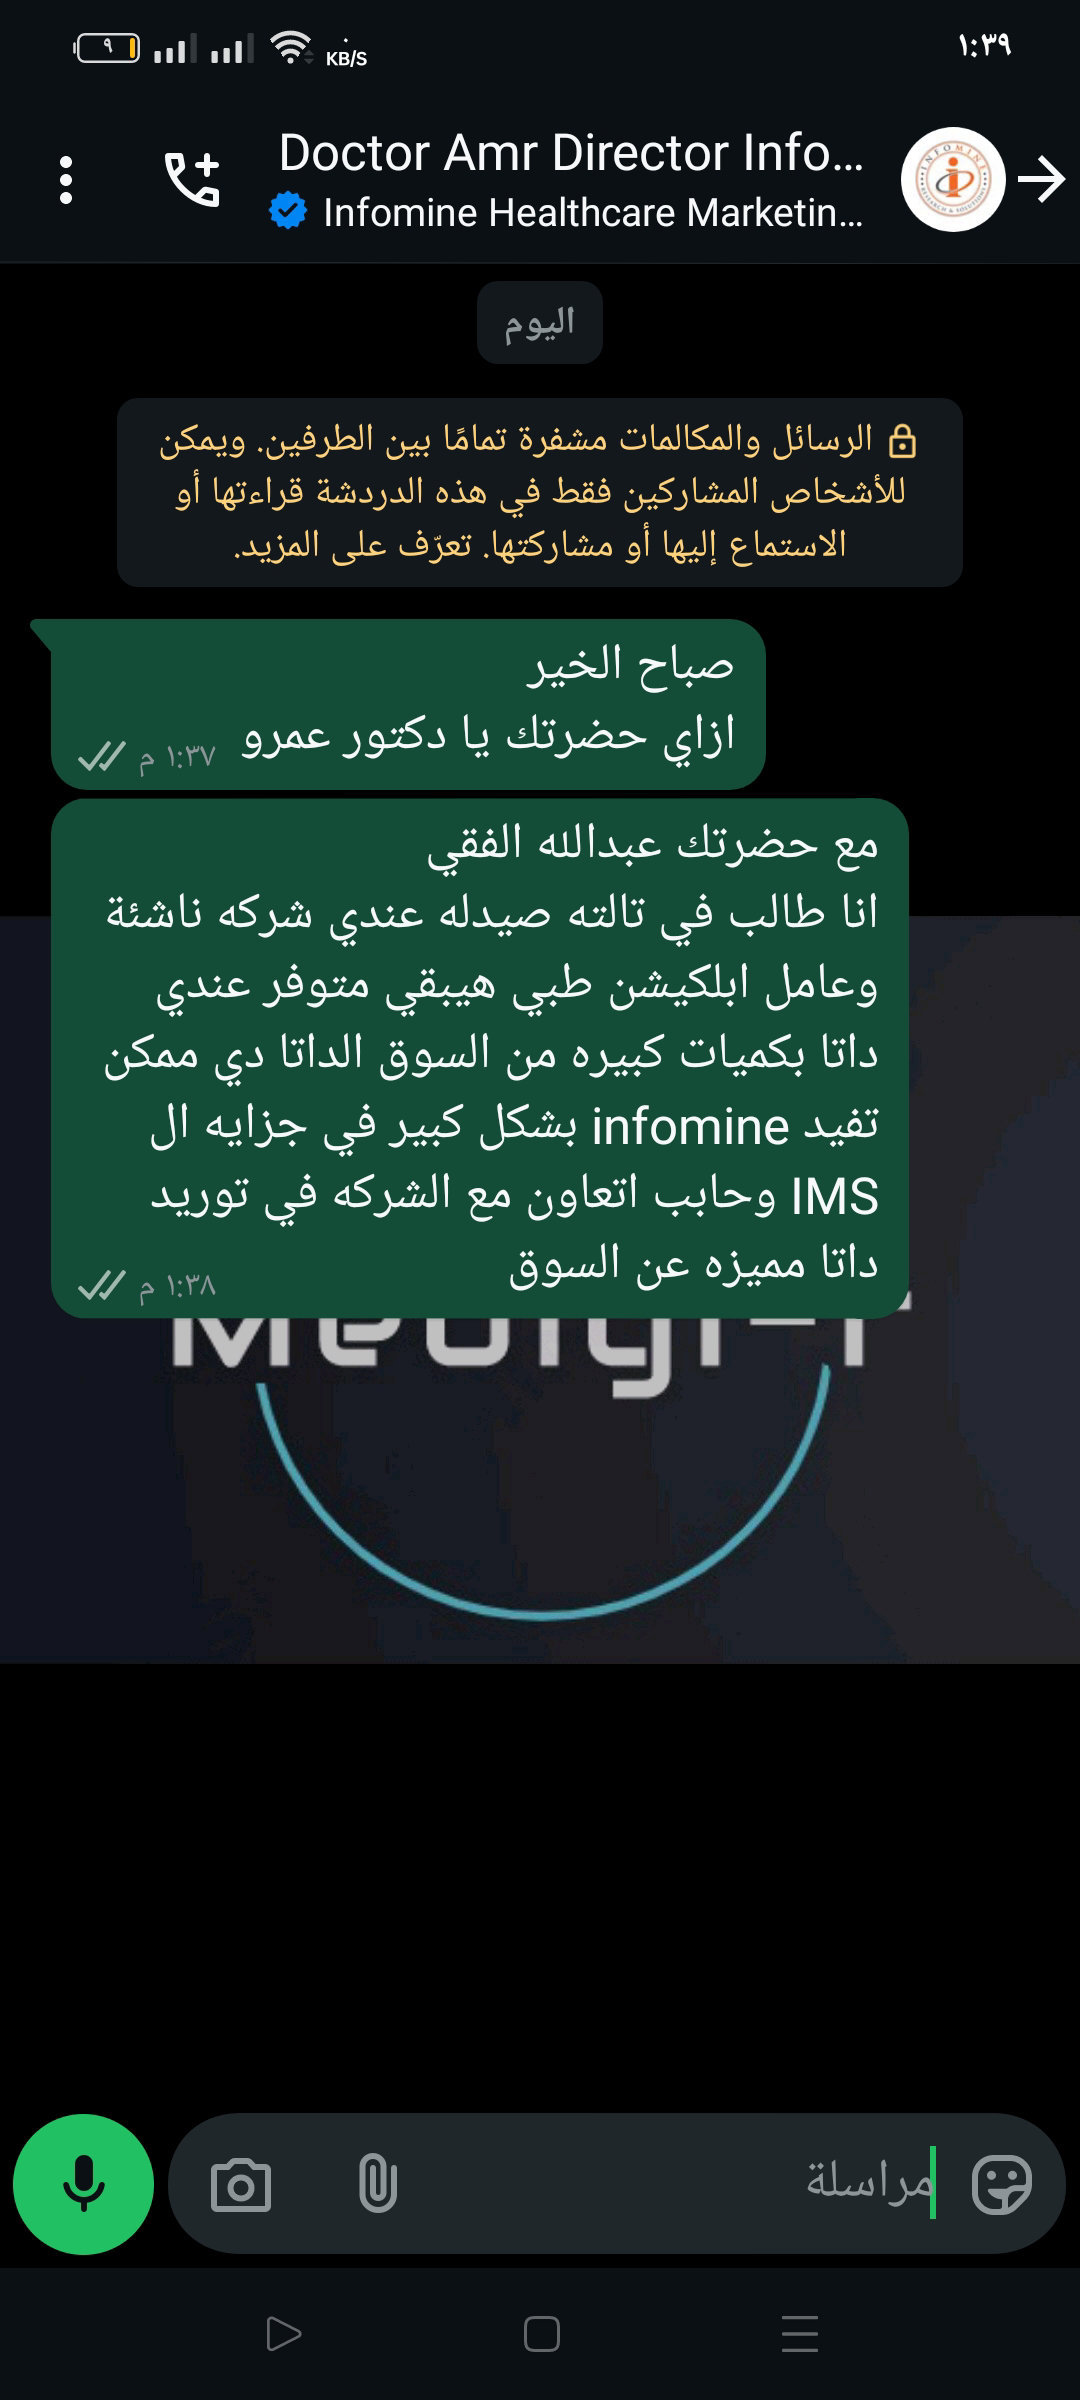 ٩
KB/S
١:٣٩
Doctor Amr Director Info...
Infomine Healthcare Marketin...
INFOMINE
RESEARCH & SOLUTIONS
اليوم
الرسائل والمكالمات مشفرة تمامًا بين الطرفين. ويمكن
للأشخاص المشاركين فقط في هذه الدردشة قراءتها أو
الاستماع إليها أو مشاركتها. تعرّف على المزيد.
صباح الخير
ازاي حضرتك يا دكتور عمرو
١:٣٧ م
مع حضرتك عبدالله الفقي
انا طالب في تالته صيدله عندي شركه ناشئة
وعامل ابلكيشن طبي هيبقي متوفر عندي
داتا بكميات كبيره من السوق الداتا دي ممكن
تفيد infomine بشكل كبير في جزايه ال
IMS وحابب اتعاون مع الشركه في توريد
داتا مميزه عن السوق
١:٣٨ م
مراسلة